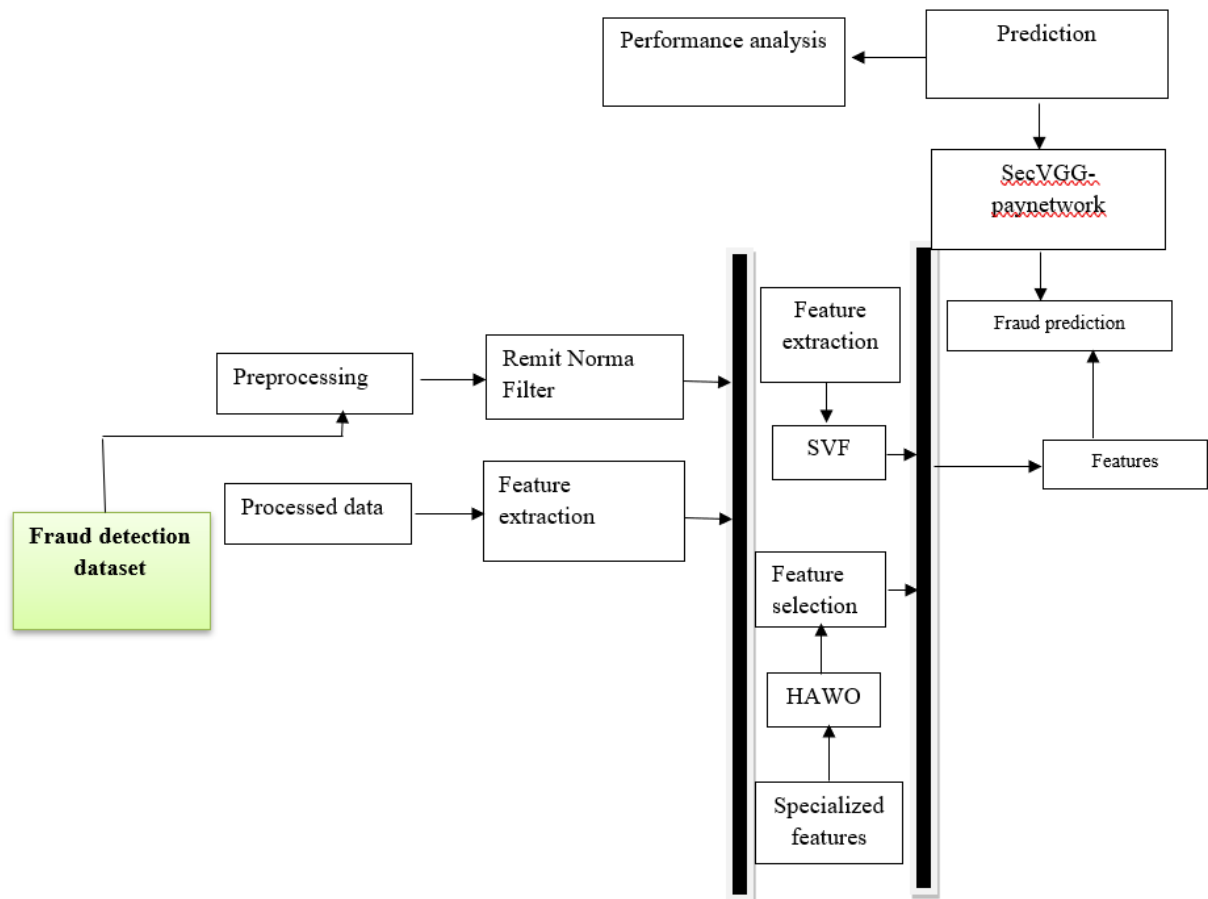 Performance analysis
Prediction
SecVGG-
paynetwork
Feature
extraction
Fraud prediction
Remit Norma
Filter
Preprocessing
SVF
Features
Feature
extraction
Processed data
Fraud detection
dataset
Feature
selection
HAWO
Specialized
features